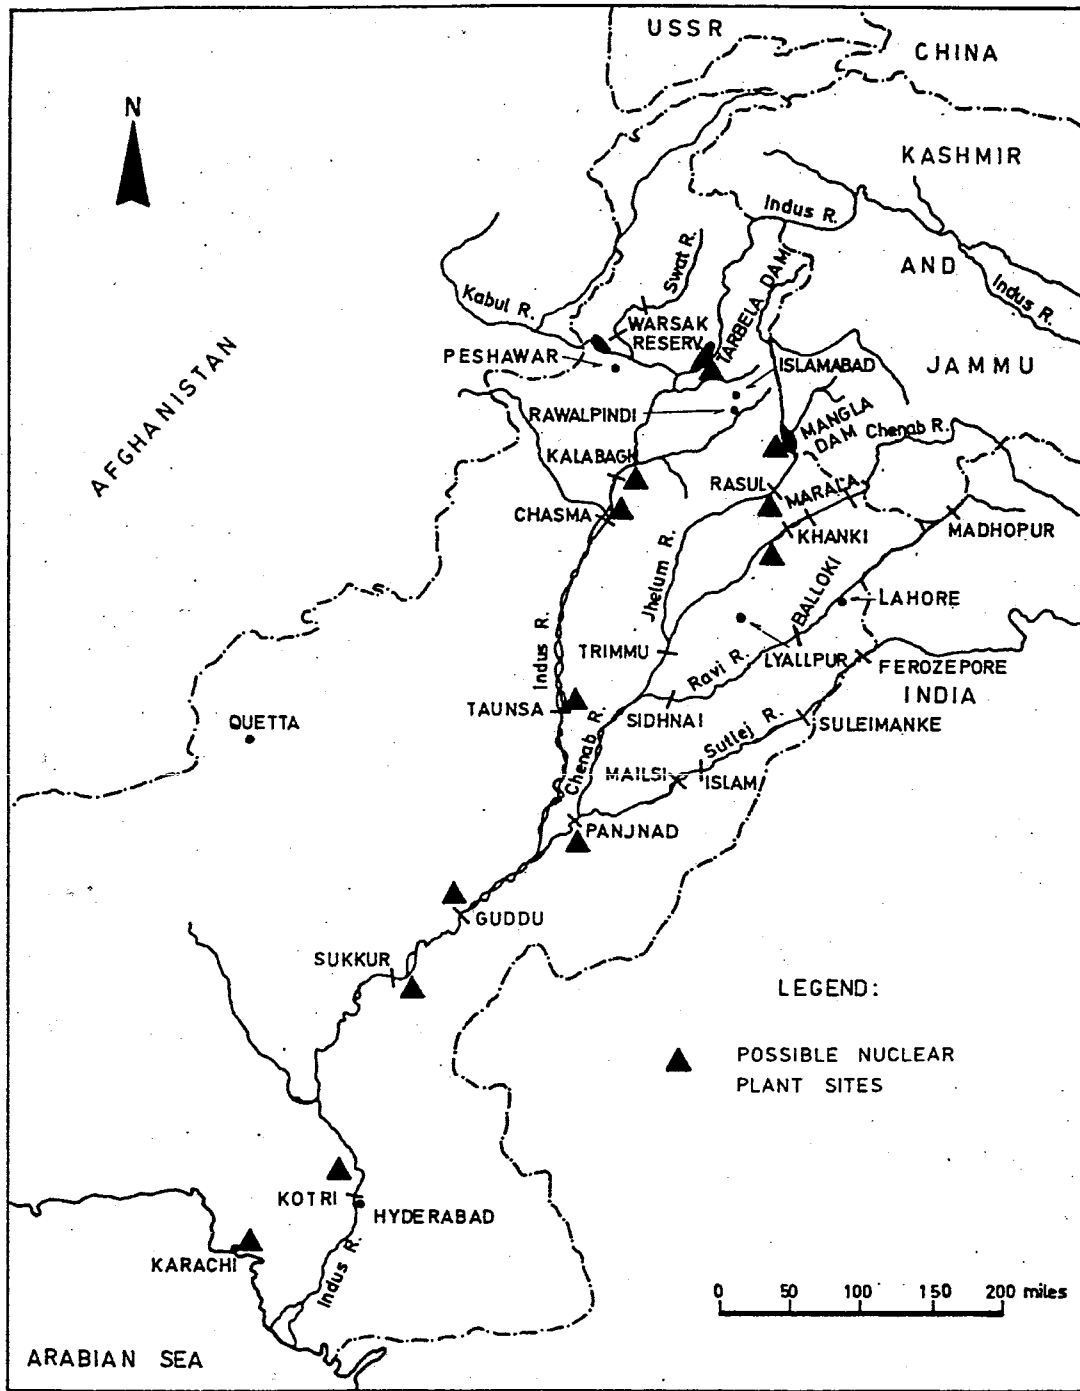 USSR
CHINA
N
KASHMIR
Indus R.
AND
Indus R.
Swat R.
Kabul R.
WARSAK
RESERV.
TARBELA DAM
PESHAWAR
ISLAMABAD
JAMMU
AFGHANISTAN
RAWALPINDI
MANGLA
DAM
Chenab R.
KALABAGH
RASUL
MARALA
CHASMA
KHANKI
MADHOPUR
Jhelum R.
BALLOKI
LAHORE
Indus R.
TRIMMU
LYALLPUR
FEROZEPORE
Ravi R.
INDIA
TAUNSA
SIDHNAI
SULEIMANKE
QUETTA
Chenab R.
Sutlej R.
MAILSI
ISLAM
PANJNAD
GUDDU
SUKKUR
LEGEND:
POSSIBLE NUCLEAR
PLANT SITES
KOTRI
HYDERABAD
KARACHI
Indus R.
0 50 100 150 200 miles
ARABIAN SEA